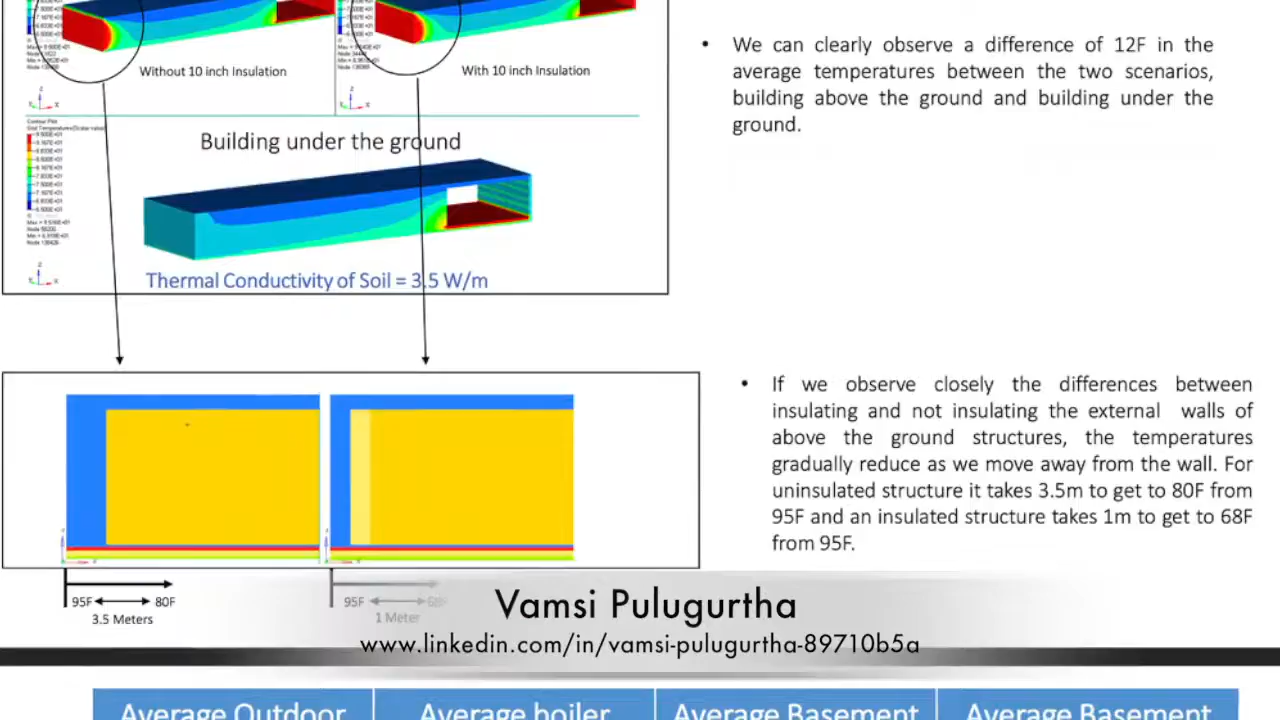 Without 10 inch Insulation
With 10 inch Insulation
Contour Plot
Building under the ground
Thermal Conductivity of Soil = 3.5 W/m
• We can clearly observe a difference of 12F in the
average temperatures between the two scenarios,
building above the ground and building under the
ground.
• If we observe closely the differences between
insulating and not insulating the external walls of
above the ground structures, the temperatures
gradually reduce as we move away from the wall. For
uninsulated structure it takes 3.5m to get to 80F from
95F and an insulated structure takes 1m to get to 68F
from 95F.
95F 80F
3.5 Meters
95F 68F
1 Meter
Vamsi Pulugurtha
www.linkedin.com/in/vamsi-pulugurtha-89710b5a
Average Outdoor
Average boiler
Average Basement
Average Basement